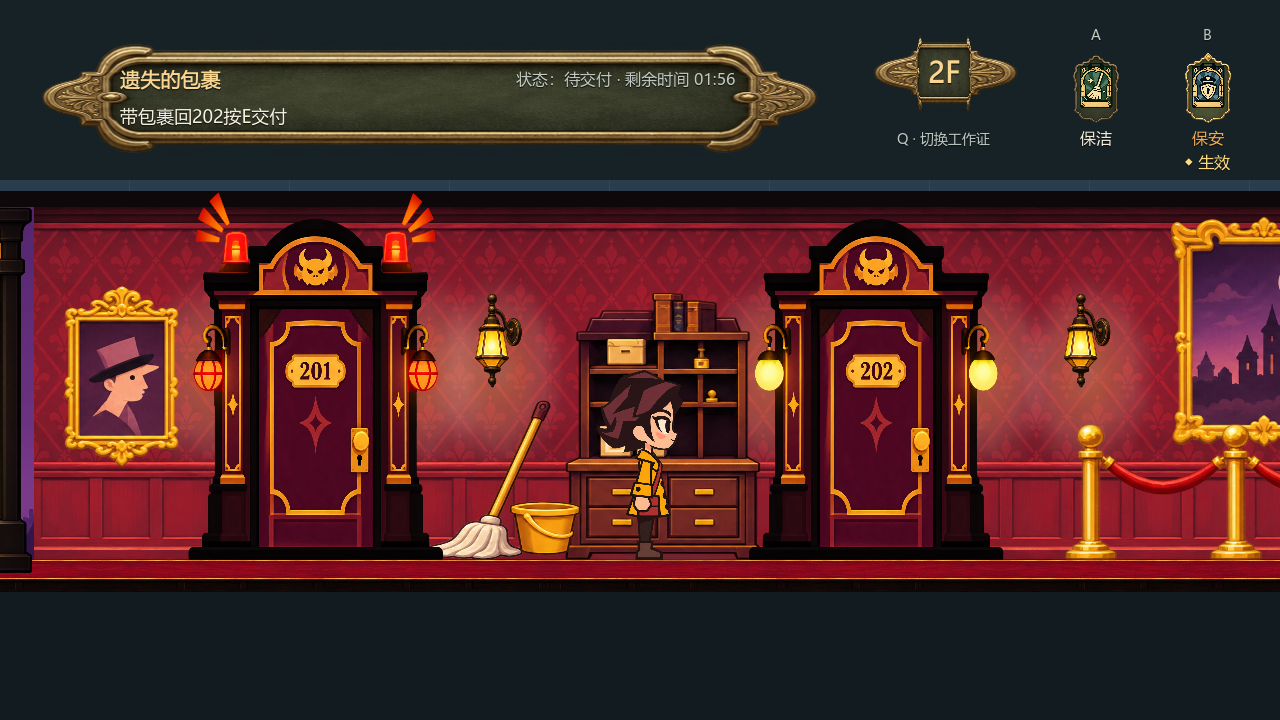 遗失的包裹
状态：待交付 · 剩余时间 01:56
带包裹回202按E交付
2F
Q · 切换工作证
A
保洁
B
保安
生效
201
202